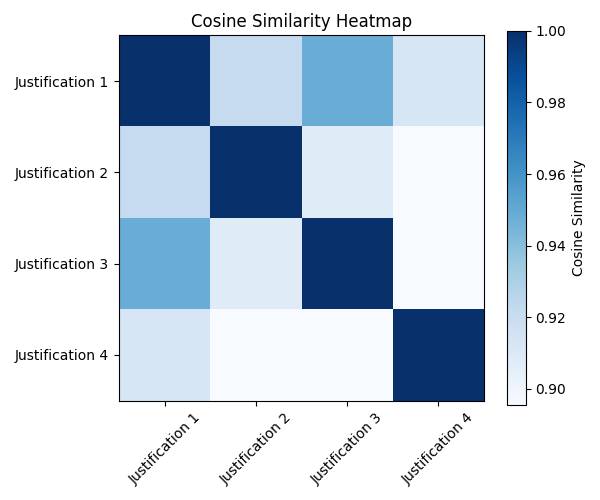 Cosine Similarity Heatmap
Justification 1
Justification 2
Justification 3
Justification 4
Justification 1
Justification 2
Justification 3
Justification 4
1.00
0.98
0.96
0.94
0.92
0.90
Cosine Similarity